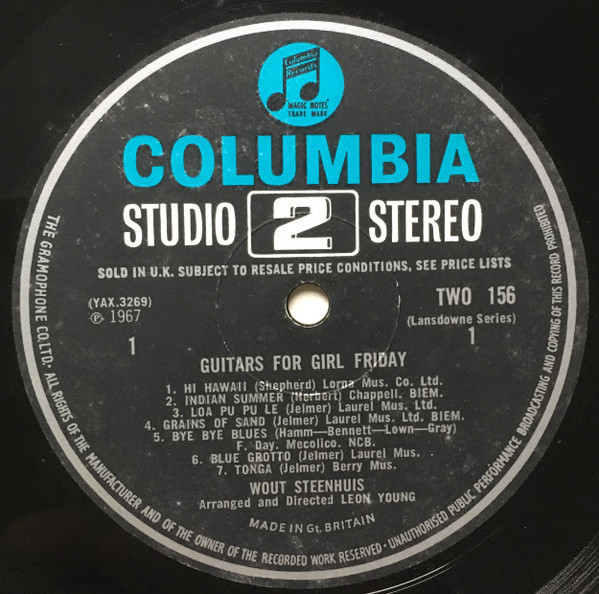 Columbia
Records
MAGIC NOTES
TRADE MARK
COLUMBIA
STUDIO 2 STEREO
SOLD IN U.K. SUBJECT TO RESALE PRICE CONDITIONS, SEE PRICE LISTS
(YAX.3269)
Ⓟ 1967
1
TWO 156
(Lansdowne Series)
1
GUITARS FOR GIRL FRIDAY
1. HI HAWAII (Shepherd) Lorna Mus. Co. Ltd.
2. INDIAN SUMMER (Herbert) Chappell. BIEM.
3. LOA PU PU LE (Jelmer) Laurel Mus. Ltd.
4. GRAINS OF SAND (Jelmer) Laurel Mus. Ltd. BIEM.
5. BYE BYE BLUES (Hamm—Bennett—Lown—Gray)
F. Day. Mecolico. NCB.
6. BLUE GROTTO (Jelmer) Laurel Mus.
7. TONGA (Jelmer) Berry Mus.
WOUT STEENHUIS
Arranged and Directed LEON YOUNG
MADE IN Gt. BRITAIN
THE GRAMOPHONE CO. LTD. · ALL RIGHTS OF THE MANUFACTURER AND OF THE OWNER OF THE RECORDED WORK RESERVED · UNAUTHORISED PUBLIC PERFORMANCE BROADCASTING AND COPYING OF THIS RECORD PROHIBITED